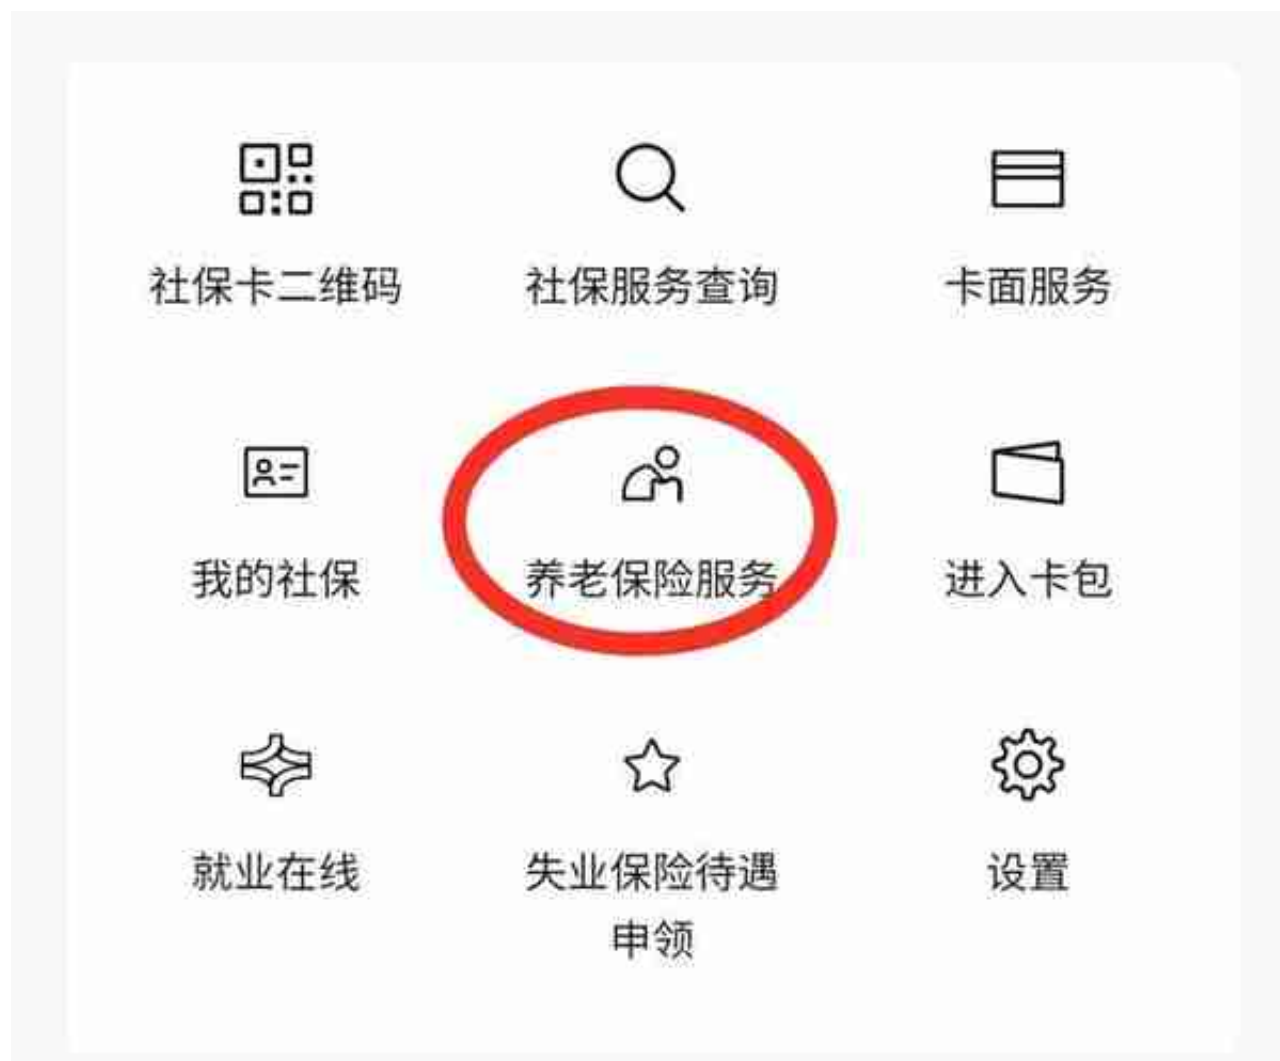 社保卡二维码
社保服务查询
卡面服务
我的社保
养老保险服务
进入卡包
就业在线
失业保险待遇
申领
设置